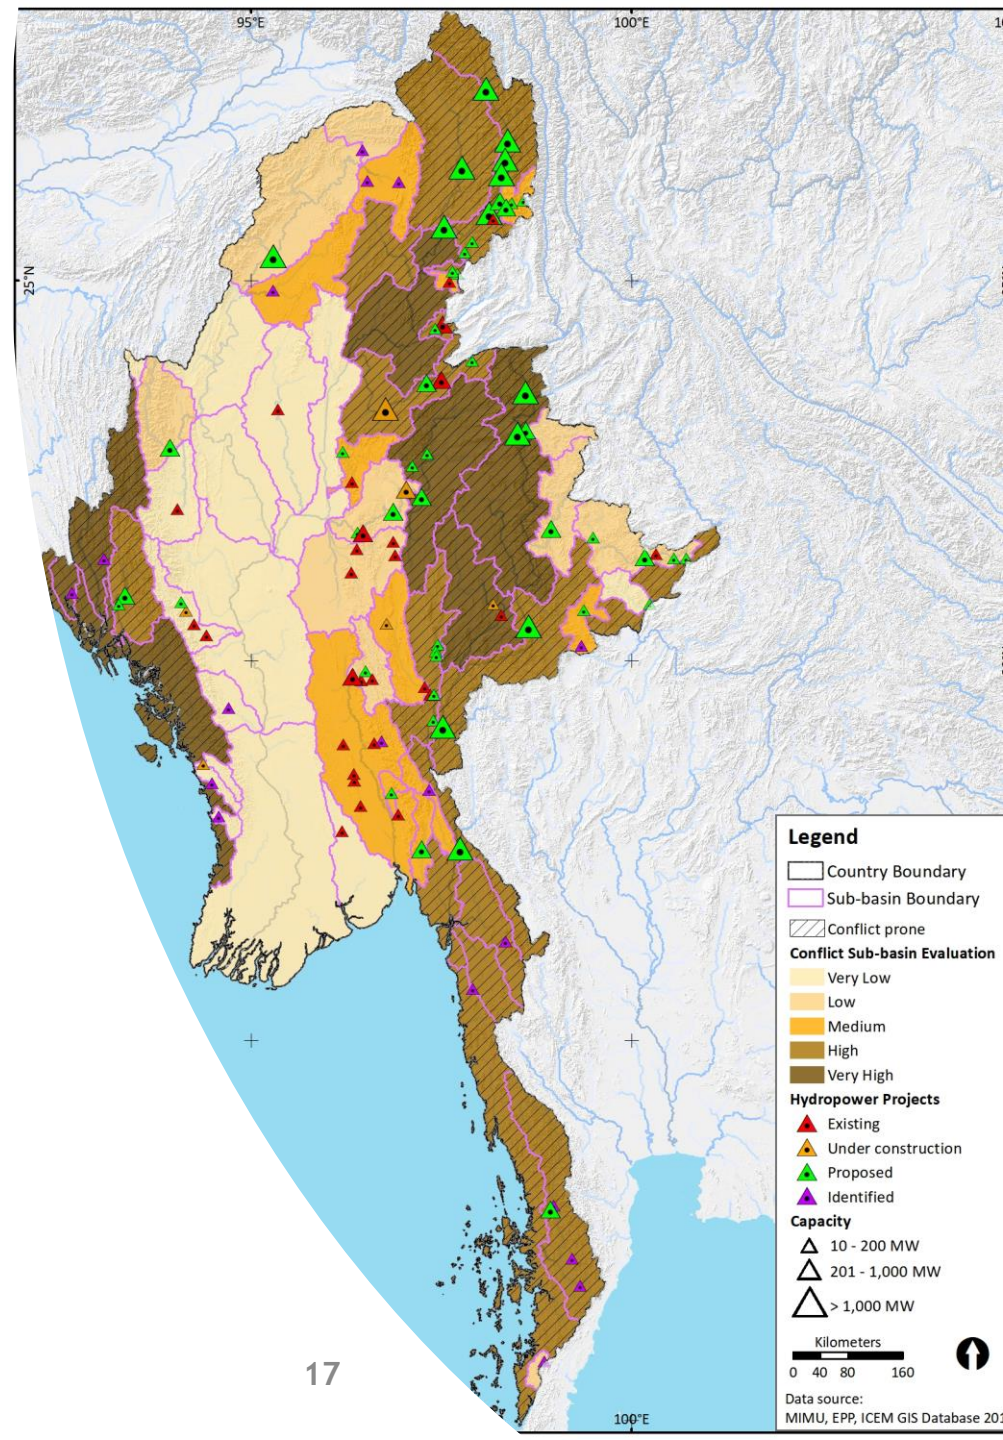 95°E
100°E
25°N
Legend
Country Boundary
Sub-basin Boundary
Conflict prone
Conflict Sub-basin Evaluation
Very Low
Low
Medium
High
Very High
Hydropower Projects
Existing
Under construction
Proposed
Identified
Capacity
10 - 200 MW
201 - 1,000 MW
> 1,000 MW
Kilometers
0 40 80 160
Data source:
MIMU, EPP, ICEM GIS Database 201
17
100°E